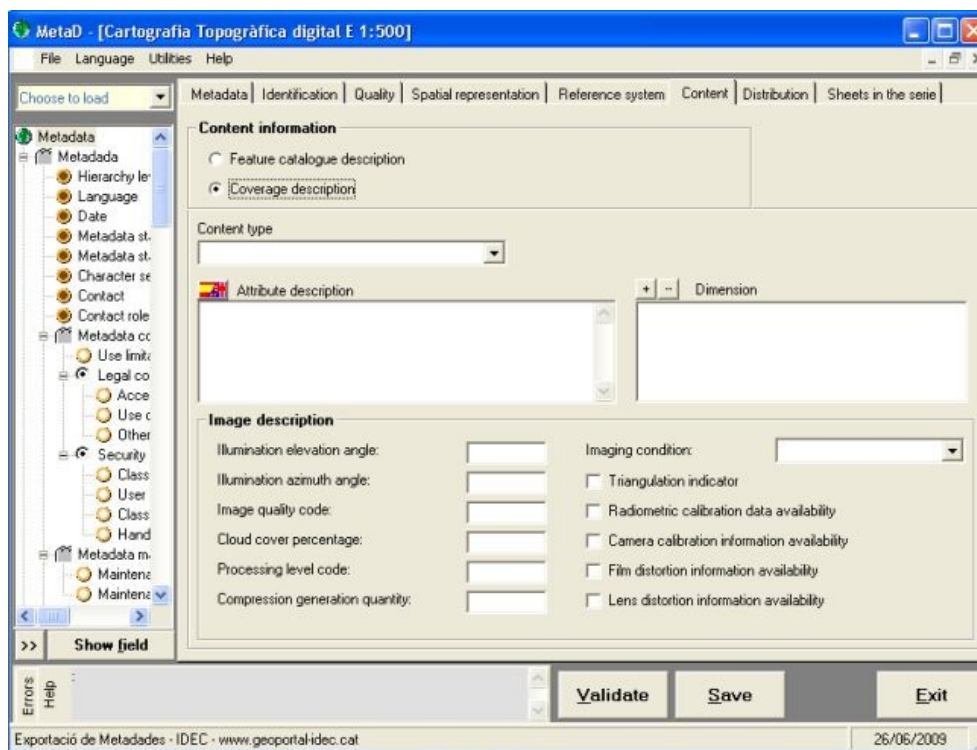 MetaD - [Cartografia Topogràfica digital E 1:500]
File Language Utilities Help
Choose to load
Metadata Identification Quality Spatial representation Reference system Content Distribution Sheets in the serie
Metadata
Metadada
Hierarchy le
Language
Date
Metadata st
Metadata st
Character se
Contact
Contact role
Metadata co
Use limita
Legal co
Acce
Use c
Other
Security
Class
User
Class
Hand
Metadata m
Maintena
Maintena
>> Show field
Content information
Feature catalogue description
Coverage description
Content type
Attribute description
+ -- Dimension
Image description
Illumination elevation angle:
Imaging condition:
Illumination azimuth angle:
Triangulation indicator
Image quality code:
Radiometric calibration data availability
Cloud cover percentage:
Camera calibration information availability
Processing level code:
Film distortion information availability
Compression generation quantity:
Lens distortion information availability
Errors
Help
:
Validate Save Exit
Exportació de Metadades - IDEC - www.geoportal-idec.cat 26/06/2009